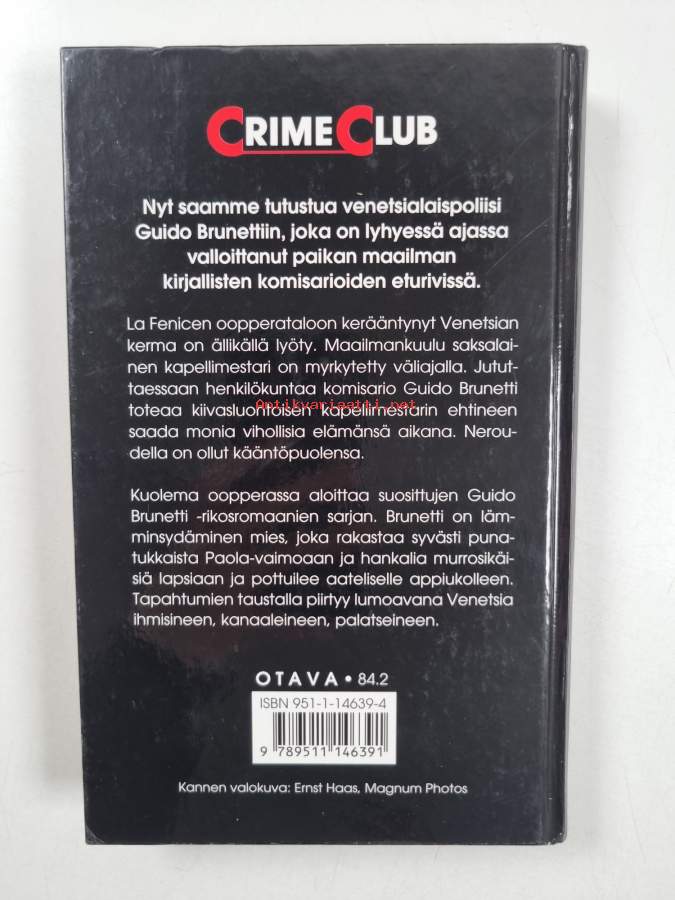 CRIME CLUB
Nyt saamme tutustua venetsialaispoliisi
Guido Brunettiin, joka on lyhyessä ajassa
valloittanut paikan maailman
kirjallisten komisarioiden eturivissä.
La Fenicen oopperataloon kerääntynyt Venetsian
kerma on ällikällä lyöty. Maailmankuulu saksalai-
nen kapellimestari on myrkytetty väliajalla. Jutut-
taessaan henkilökuntaa komisario Guido Brunetti
Antikvariaatti.net
toteaa kiivasluontoisen kapellimestarin ehtineen
saada monia vihollisia elämänsä aikana. Nerou-
della on ollut kääntöpuolensa.
Kuolema oopperassa aloittaa suosittujen Guido
Brunetti -rikosromaanien sarjan. Brunetti on läm-
minsydäminen mies, joka rakastaa syvästi puna-
tukkaista Paola-vaimoaan ja hankalia murrosikäi-
siä lapsiaan ja pottuilee aateliselle appiukolleen.
Tapahtumien taustalla piirtyy lumoavana Venetsia
ihmisineen, kanaaleineen, palatseineen.
OTAVA • 84.2
ISBN 951-1-14639-4
9 789511 146391
Kannen valokuva: Ernst Haas, Magnum Photos